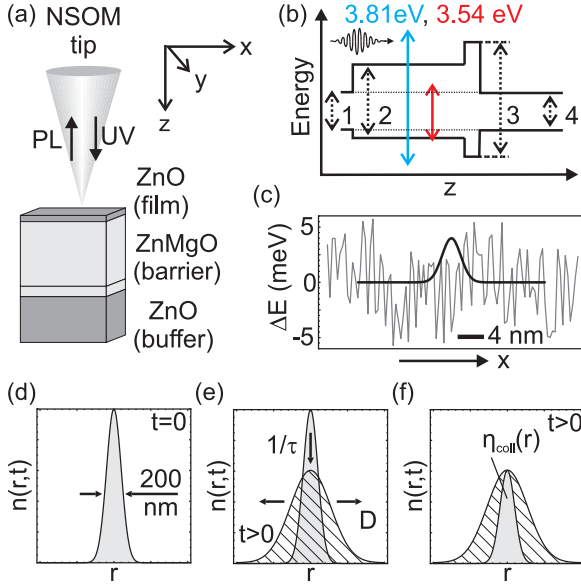 (a)
NSOM
tip
x
y
z
PL
UV
ZnO
(film)
ZnMgO
(barrier)
ZnO
(buffer)
(b)
3.81eV, 3.54 eV
Energy
1
2
3
4
z
(c)
ΔE (meV)
5
0
-5
4 nm
x
(d)
n(r,t)
t=0
200
nm
r
(e)
n(r,t)
1/τ
t>0
D
r
(f)
n(r,t)
t>0
ηcoll(r)
r